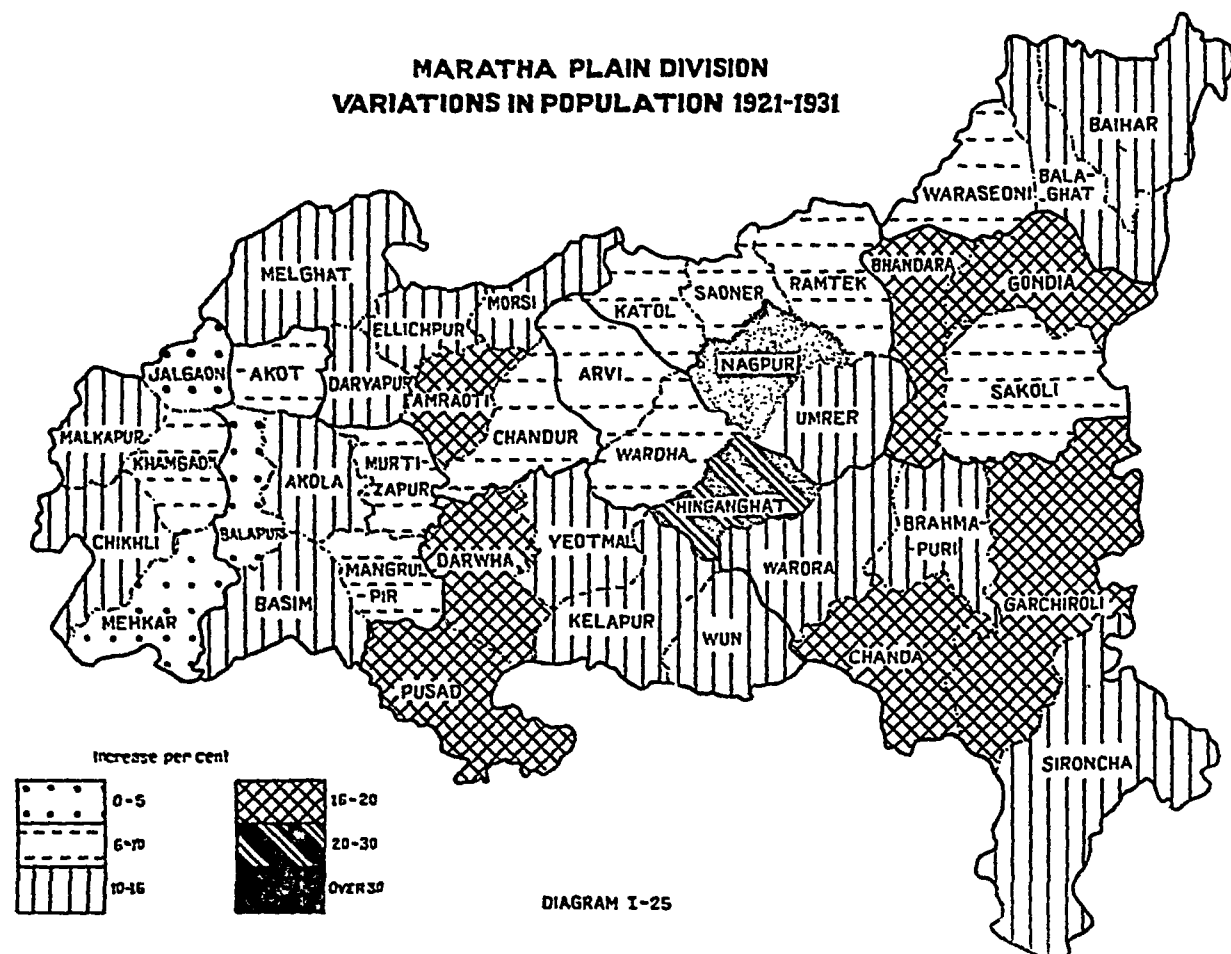 MARATHA PLAIN DIVISION
VARIATIONS IN POPULATION 1921-1931
BAIHAR
WARASEONI
BALA-
GHAT
MELGHAT
BHANDARA
GONDIA
MORSI
SAONER
RAMTEK
KATOL
ELLICHPUR
JALGAON
AKOT
DARYAPUR
AMRAOTI
ARVI
NAGPUR
SAKOLI
UMRER
CHANDUR
MALKAPUR
KHAMGAON
MURTI-
ZAPUR
WARDHA
AKOLA
HINGANGHAT
BRAHMA-
PURI
CHIKHLI
BALAPUR
YEOTMAL
DARWHA
WARORA
MANGRUL
PIR
BASIM
GARCHIROLI
MEHKAR
KELAPUR
WUN
CHANDA
PUSAD
SIRONCHA
Increase per cent
0-5
6-10
10-15
16-20
20-30
OVER 30
DIAGRAM I-25